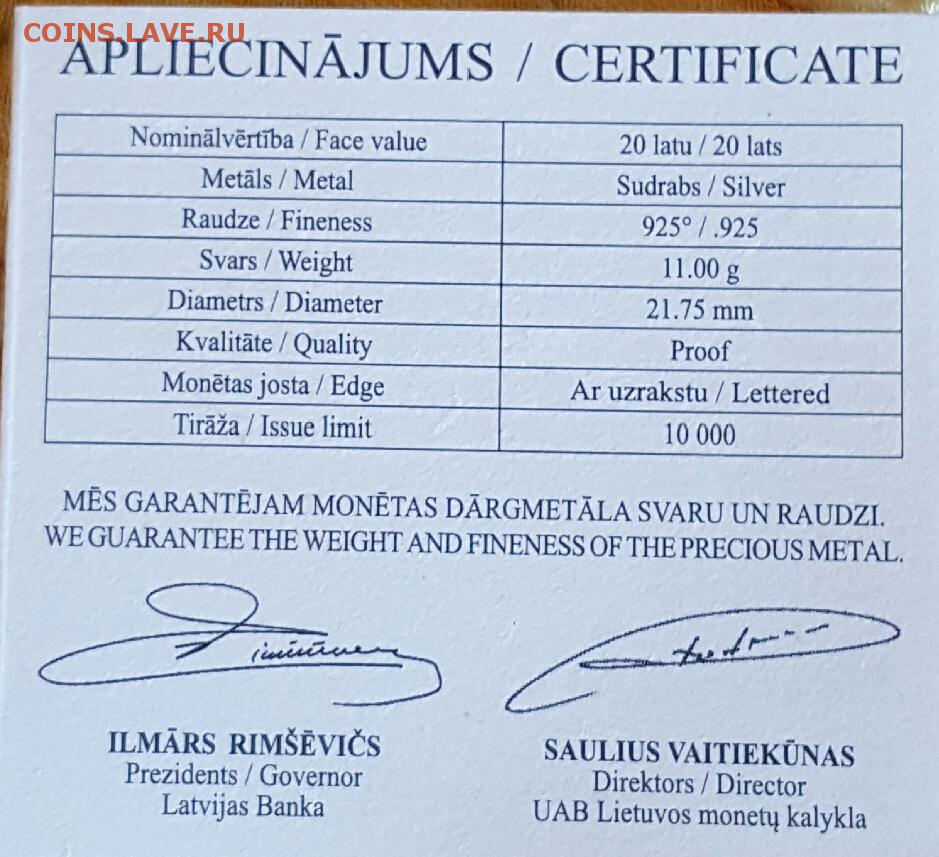 COINS.LAVE.RU
APLIECINĀJUMS / CERTIFICATE
Nominālvērtība / Face value 20 latu / 20 lats
Metāls / Metal Sudrabs / Silver
Raudze / Fineness 925° / .925
Svars / Weight 11.00 g
Diametrs / Diameter 21.75 mm
Kvalitāte / Quality Proof
Monētas josta / Edge Ar uzrakstu / Lettered
Tirāža / Issue limit 10 000
MĒS GARANTĒJAM MONĒTAS DĀRGMETĀLA SVARU UN RAUDZI.
WE GUARANTEE THE WEIGHT AND FINENESS OF THE PRECIOUS METAL.
ILMĀRS RIMŠĒVIČS
Prezidents / Governor
Latvijas Banka
SAULIUS VAITIEKŪNAS
Direktors / Director
UAB Lietuvos monetų kalykla